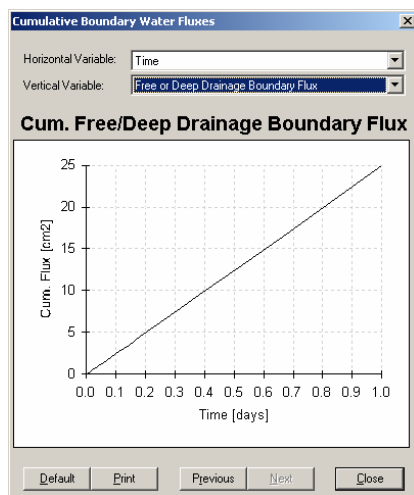 Cumulative Boundary Water Fluxes
Horizontal Variable: Time
Vertical Variable: Free or Deep Drainage Boundary Flux
Cum. Free/Deep Drainage Boundary Flux
25
20
15
10
5
0
Cum. Flux [cm2]
0.0 0.1 0.2 0.3 0.4 0.5 0.6 0.7 0.8 0.9 1.0
Time [days]
Default Print Previous Next Close